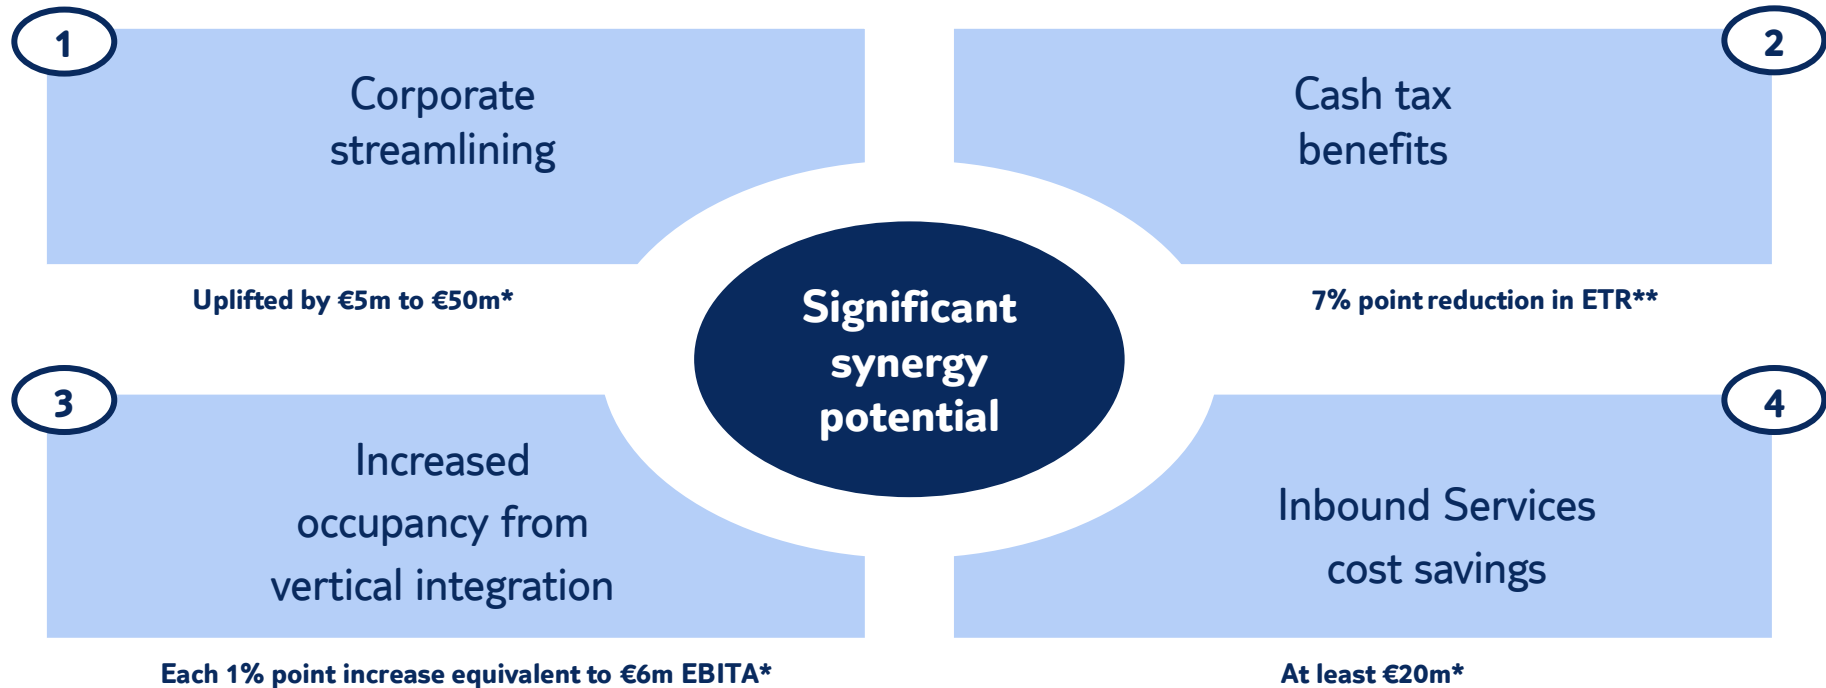 1
Corporate
streamlining
Uplifted by €5m to €50m*
2
Cash tax
benefits
7% point reduction in ETR**
Significant
synergy
potential
3
Increased
occupancy from
vertical integration
Each 1% point increase equivalent to €6m EBITA*
4
Inbound Services
cost savings
At least €20m*